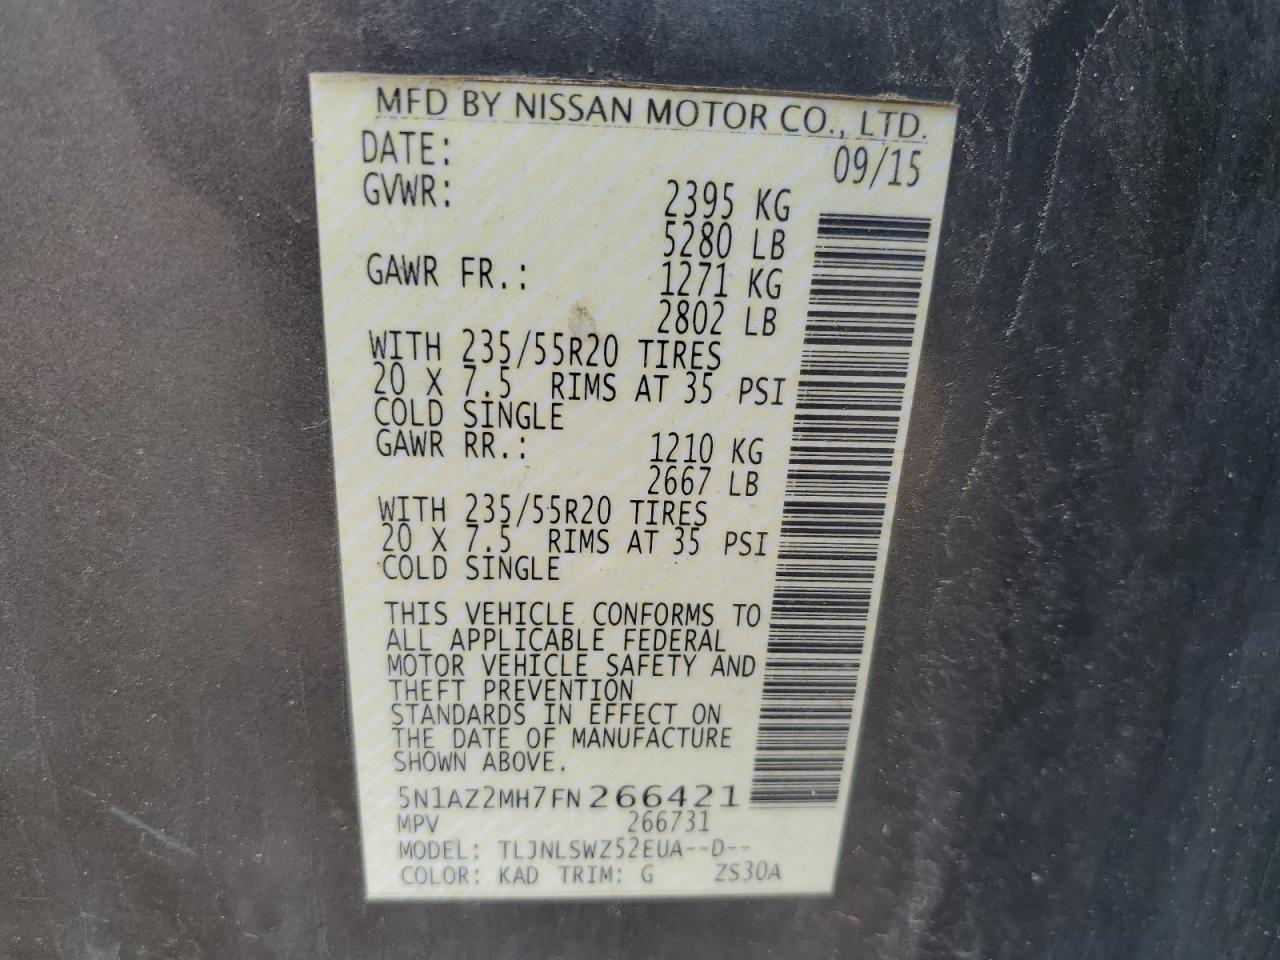 MFD BY NISSAN MOTOR CO., LTD.
DATE: 09/15
GVWR: 2395 KG
5280 LB
GAWR FR.: 1271 KG
2802 LB
WITH 235/55R20 TIRES
20 X 7.5 RIMS AT 35 PSI
COLD SINGLE
GAWR RR.: 1210 KG
2667 LB
WITH 235/55R20 TIRES
20 X 7.5 RIMS AT 35 PSI
COLD SINGLE
THIS VEHICLE CONFORMS TO
ALL APPLICABLE FEDERAL
MOTOR VEHICLE SAFETY AND
THEFT PREVENTION
STANDARDS IN EFFECT ON
THE DATE OF MANUFACTURE
SHOWN ABOVE.
5N1AZ2MH7FN266421
MPV 266731
MODEL: TLJNLSWZ52EUA--D--
COLOR: KAD TRIM: G ZS30A